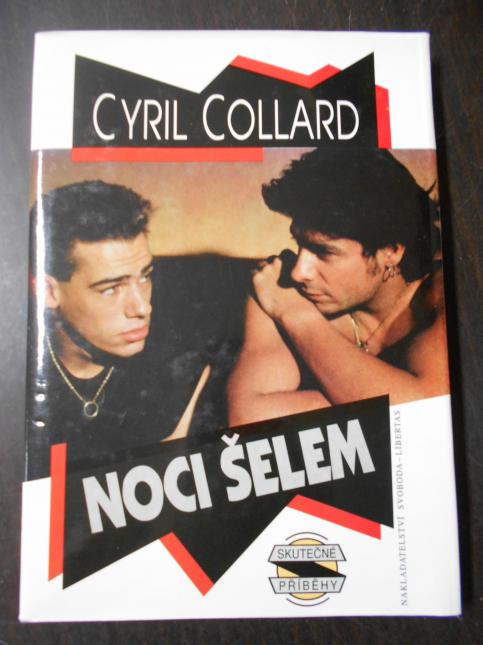 CYRIL COLLARD
NOCI ŠELEM
SKUTEČNÉ
PŘÍBĚHY
NAKLADATELSTVÍ SVOBODA–LIBERTAS